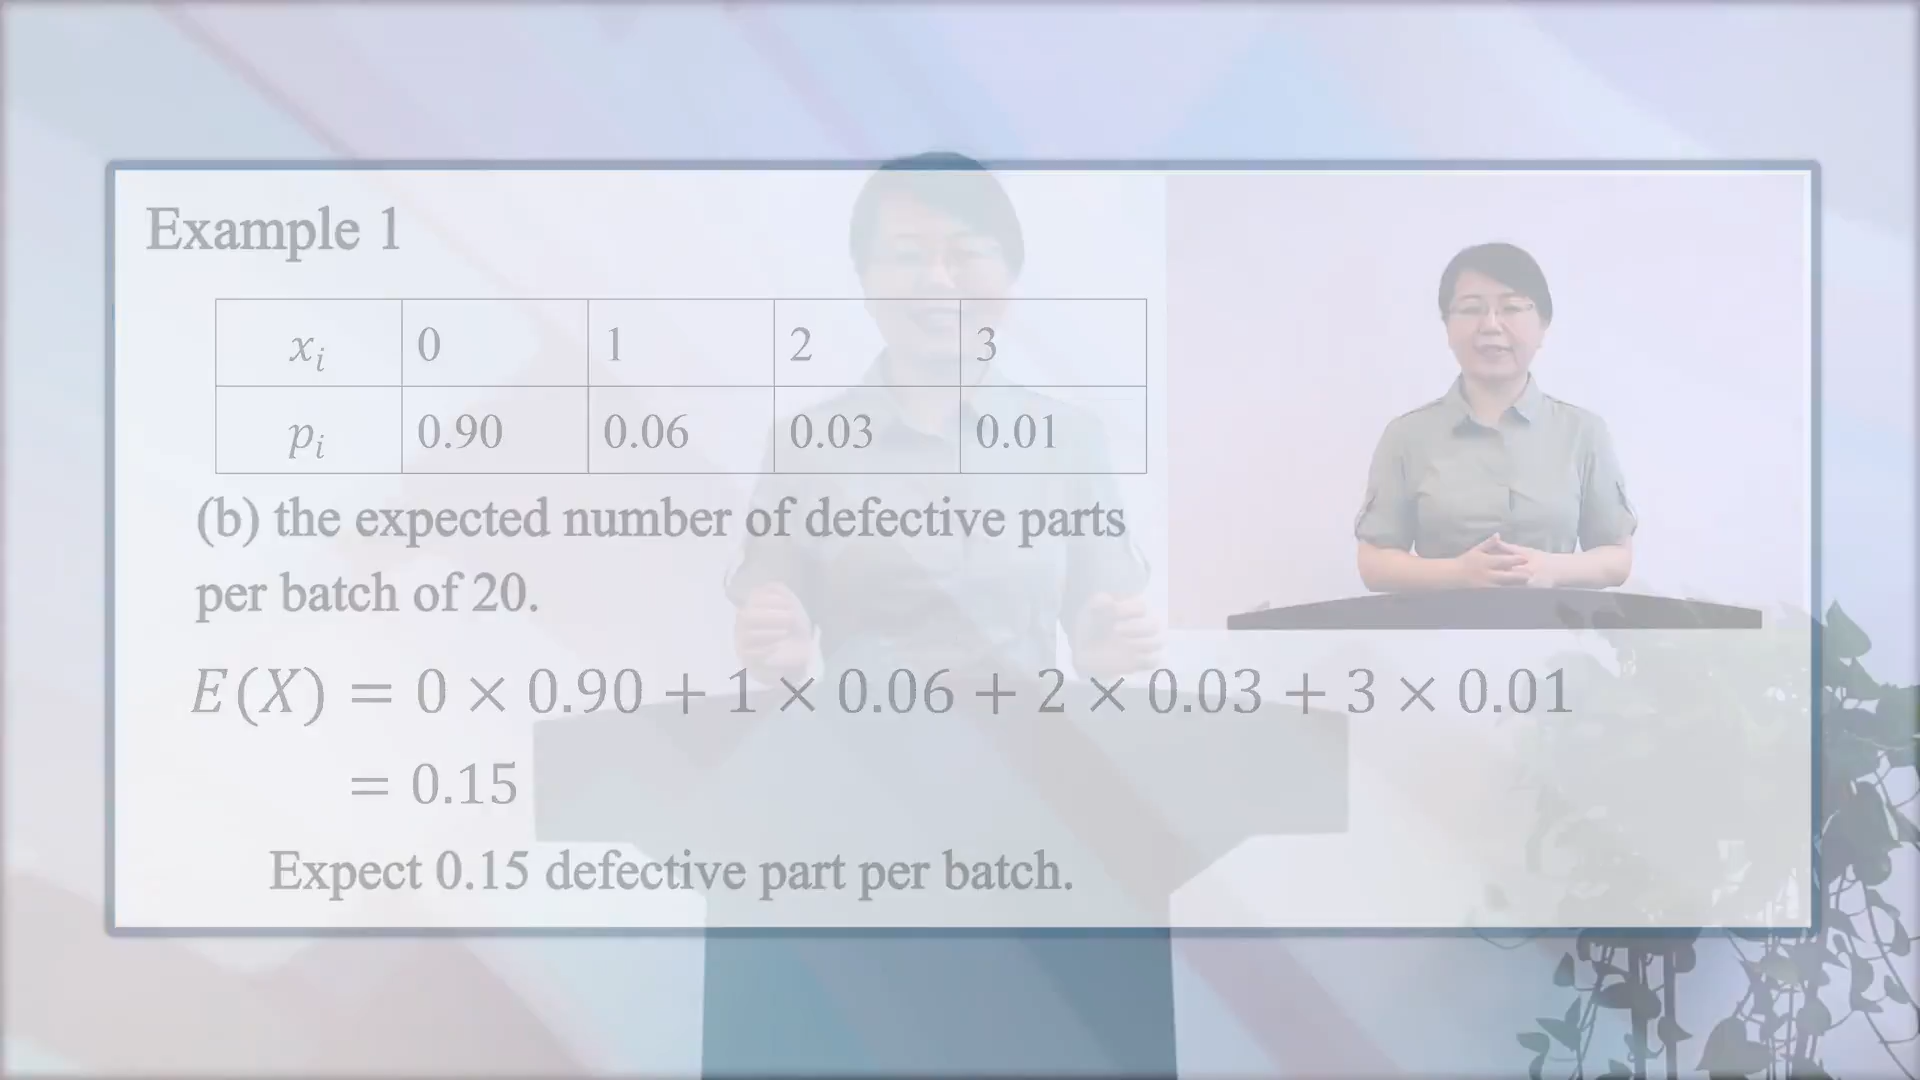 Example 1
xᵢ 0 1 2 3
pᵢ 0.90 0.06 0.03 0.01
(b) the expected number of defective parts
per batch of 20.
E(X) = 0 × 0.90 + 1 × 0.06 + 2 × 0.03 + 3 × 0.01
= 0.15
Expect 0.15 defective part per batch.